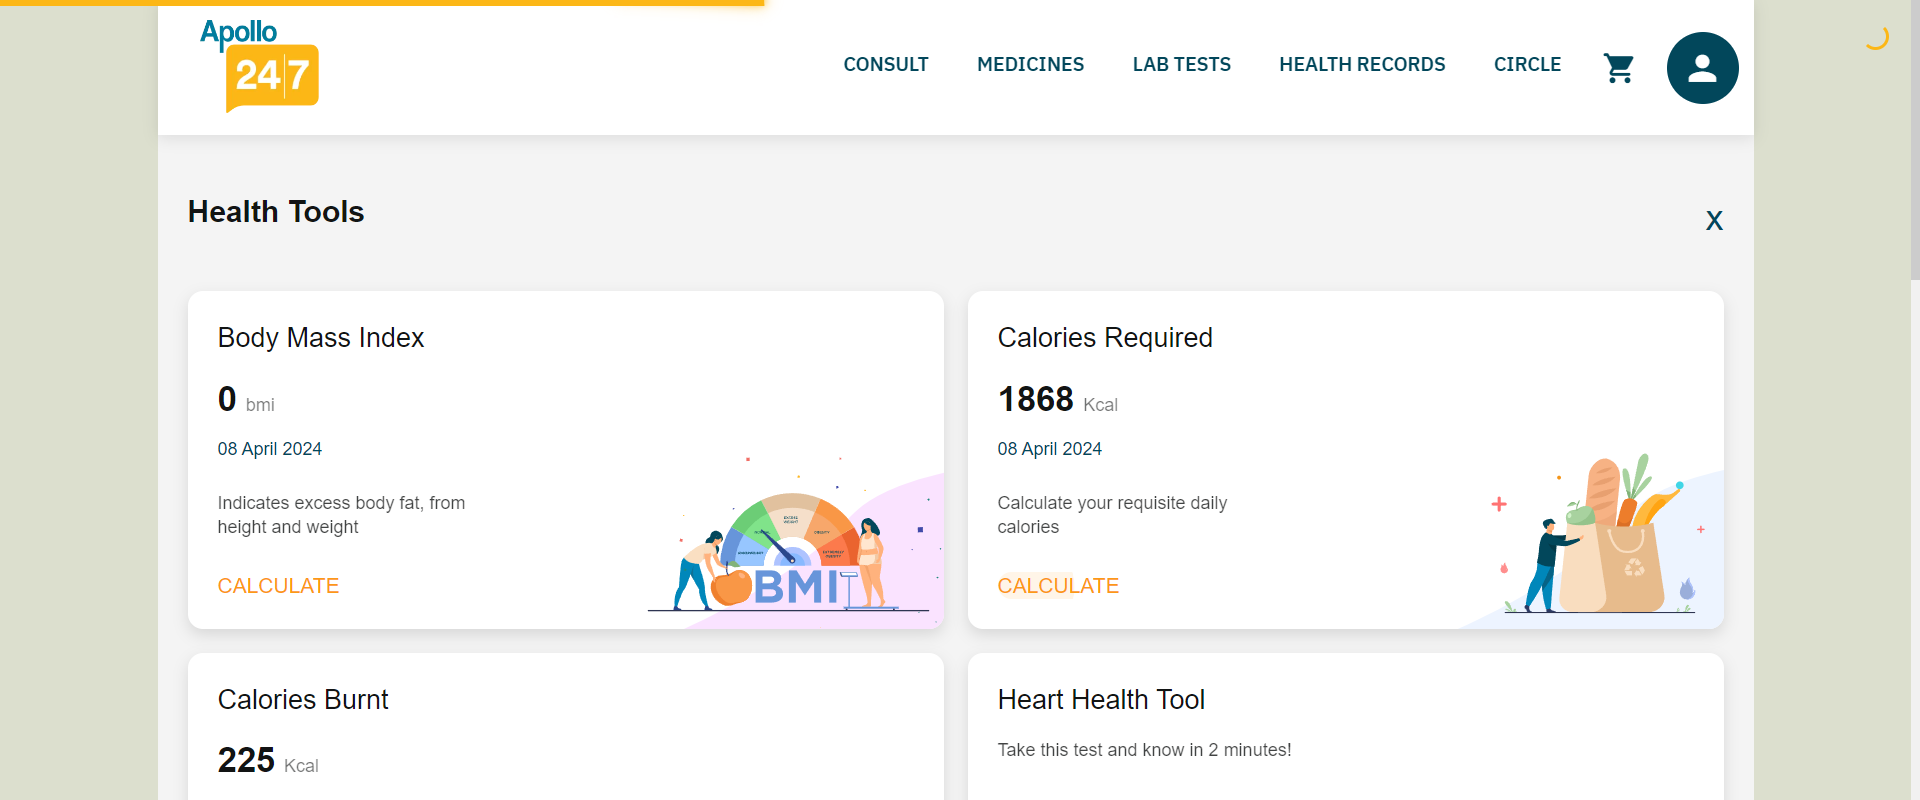 Apollo
24|7
CONSULT
MEDICINES
LAB TESTS
HEALTH RECORDS
CIRCLE
Health Tools
X
Body Mass Index
0 bmi
08 April 2024
Indicates excess body fat, from
height and weight
CALCULATE
EXCESS
WEIGHT
OBESITY
BMI
Calories Required
1868 Kcal
08 April 2024
Calculate your requisite daily
calories
CALCULATE
Calories Burnt
225 Kcal
Heart Health Tool
Take this test and know in 2 minutes!